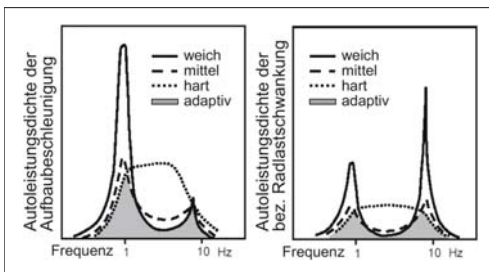 Autoleistungsdichte der
Aufbaubeschleunigung
weich
mittel
hart
adaptiv
Frequenz
1
10 Hz
Autoleistungsdichte der
bez. Radlastschwankung
weich
mittel
hart
adaptiv
Frequenz
1
10 Hz